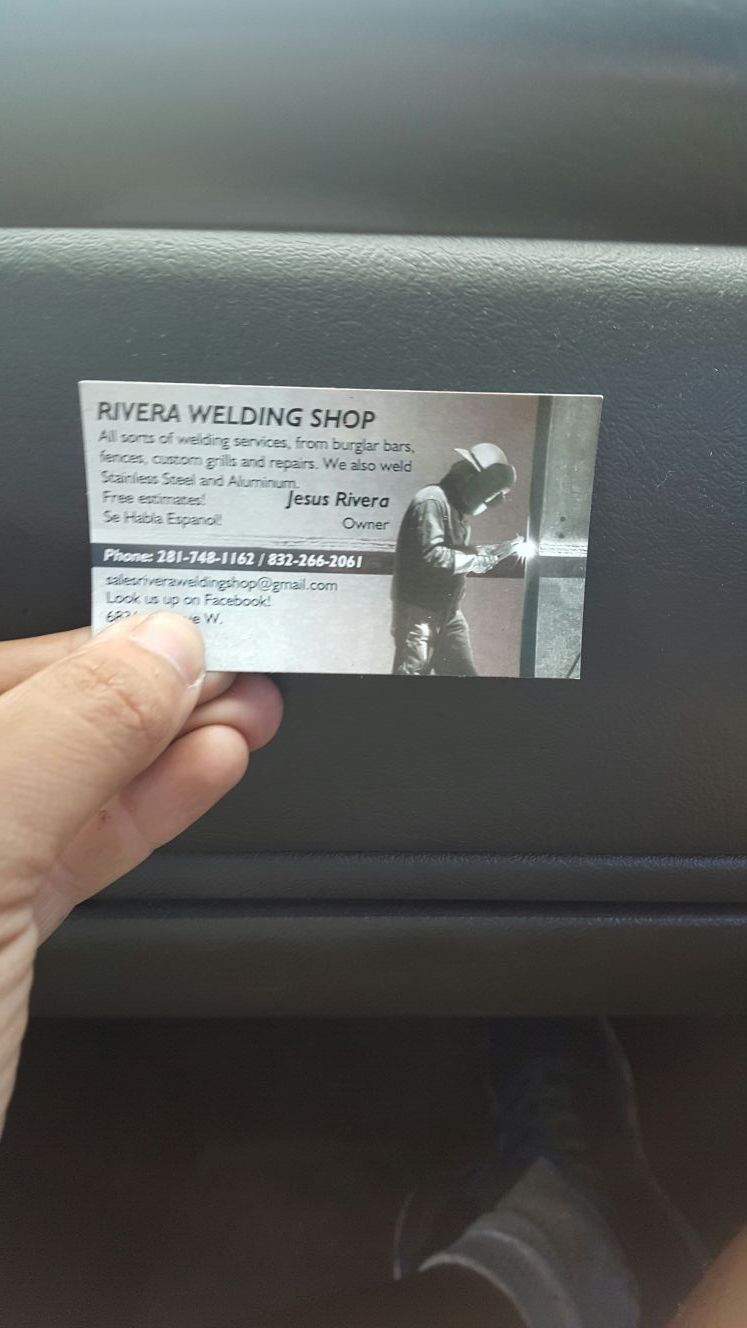 RIVERA WELDING SHOP
All sorts of welding services, from burglar bars,
fences, custom grills and repairs. We also weld
Stainless Steel and Aluminum.
Free estimates!
Jesus Rivera
Se Habla Espanol!
Owner
Phone: 281-748-1162 / 832-266-2061
salesriveraweldingshop@gmail.com
Look us up on Facebook!
W.